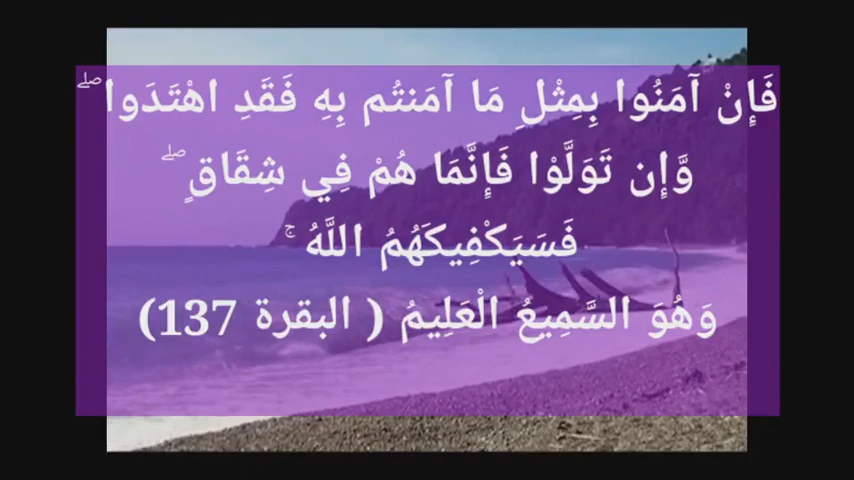 فَإِنْ آمَنُوا بِمِثْلِ مَا آمَنتُم بِهِ فَقَدِ اهْتَدَوا ۖ
وَّإِن تَوَلَّوْا فَإِنَّمَا هُمْ فِي شِقَاقٍ ۖ
فَسَيَكْفِيكَهُمُ اللَّهُ ۚ
وَهُوَ السَّمِيعُ الْعَلِيمُ ( البقرة 137)